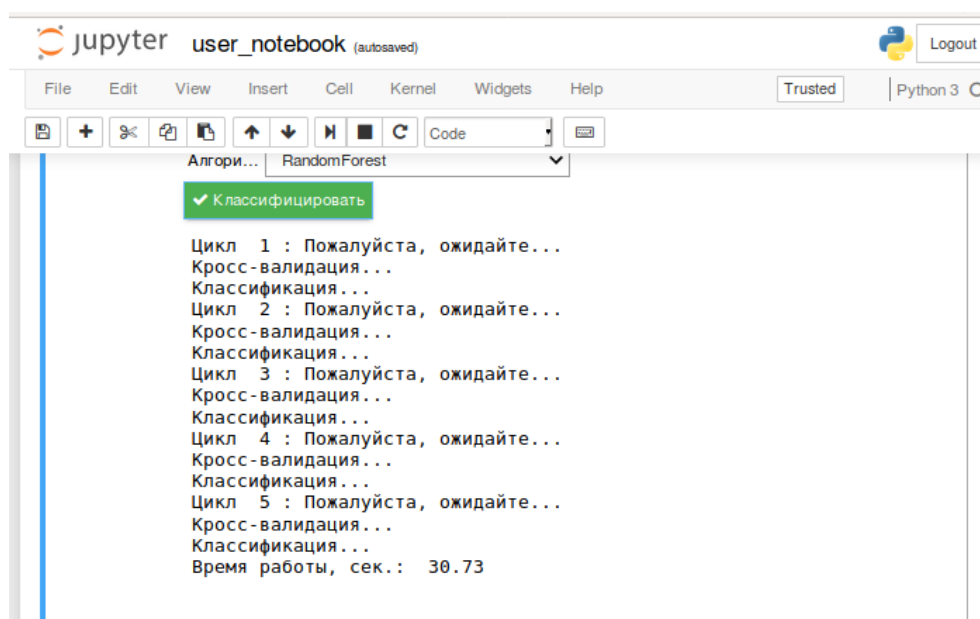 jupyter user_notebook (autosaved) Logout
File Edit View Insert Cell Kernel Widgets Help Trusted Python 3
Code
Алгори... RandomForest
Классифицировать
Цикл 1 : Пожалуйста, ожидайте...
Кросс-валидация...
Классификация...
Цикл 2 : Пожалуйста, ожидайте...
Кросс-валидация...
Классификация...
Цикл 3 : Пожалуйста, ожидайте...
Кросс-валидация...
Классификация...
Цикл 4 : Пожалуйста, ожидайте...
Кросс-валидация...
Классификация...
Цикл 5 : Пожалуйста, ожидайте...
Кросс-валидация...
Классификация...
Время работы, сек.: 30.73